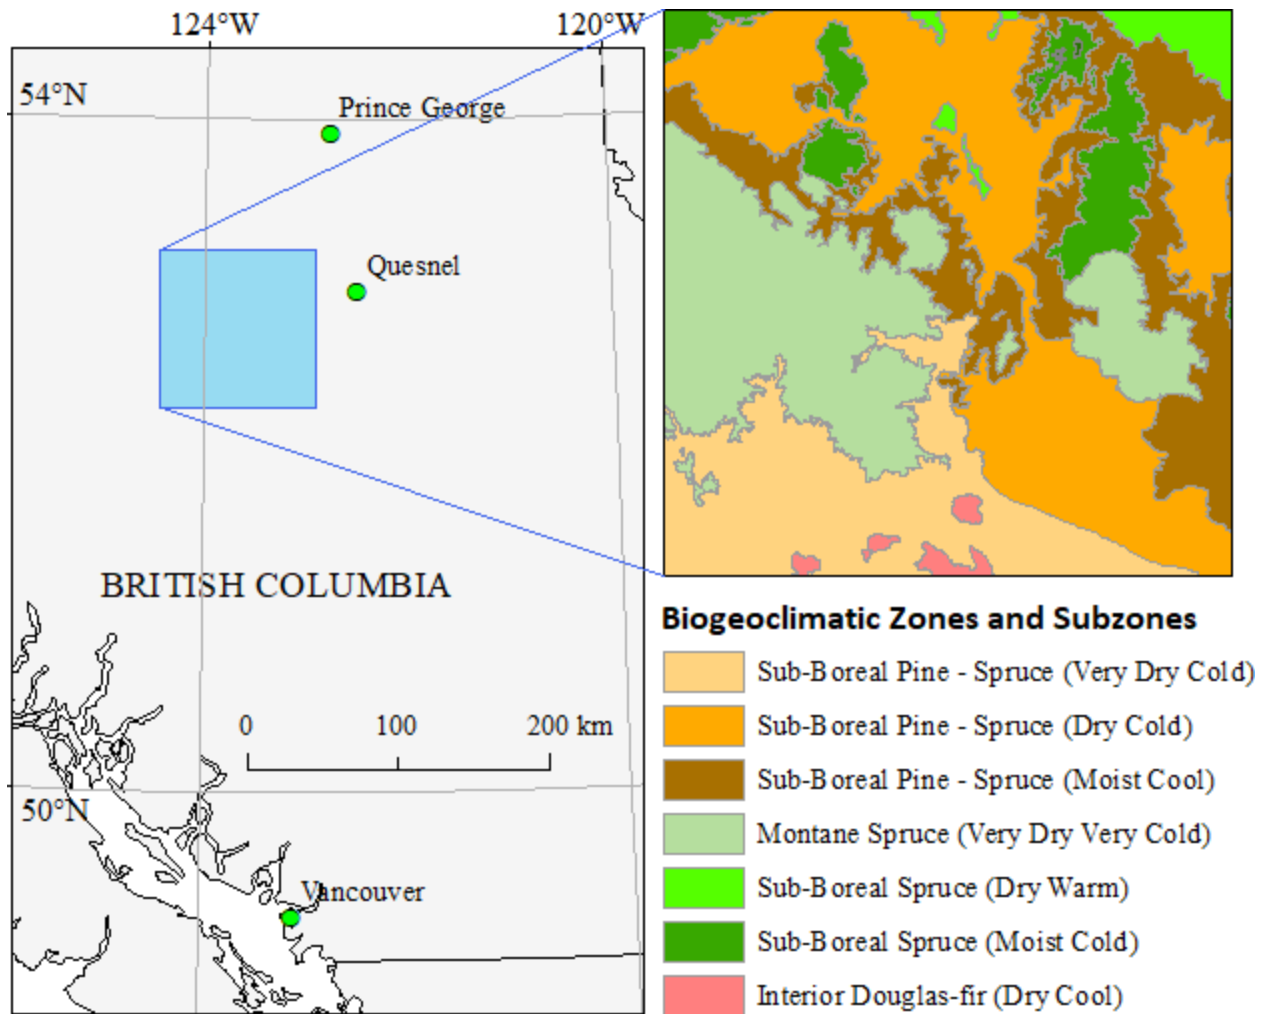 124°W
120°W
54°N
Prince George
Quesnel
BRITISH COLUMBIA
0 100 200 km
50°N
Vancouver
Biogeoclimatic Zones and Subzones
Sub-Boreal Pine - Spruce (Very Dry Cold)
Sub-Boreal Pine - Spruce (Dry Cold)
Sub-Boreal Pine - Spruce (Moist Cool)
Montane Spruce (Very Dry Very Cold)
Sub-Boreal Spruce (Dry Warm)
Sub-Boreal Spruce (Moist Cold)
Interior Douglas-fir (Dry Cool)